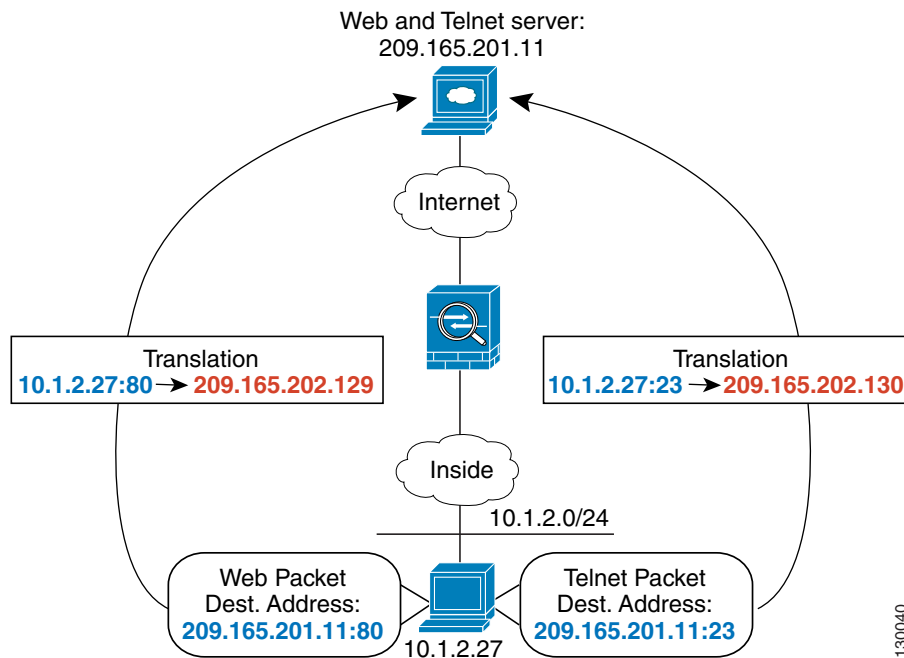 Web and Telnet server:
209.165.201.11
Internet
Translation
10.1.2.27:80 → 209.165.202.129
Translation
10.1.2.27:23 → 209.165.202.130
Inside
10.1.2.0/24
Web Packet
Dest. Address:
209.165.201.11:80
Telnet Packet
Dest. Address:
209.165.201.11:23
10.1.2.27
130040